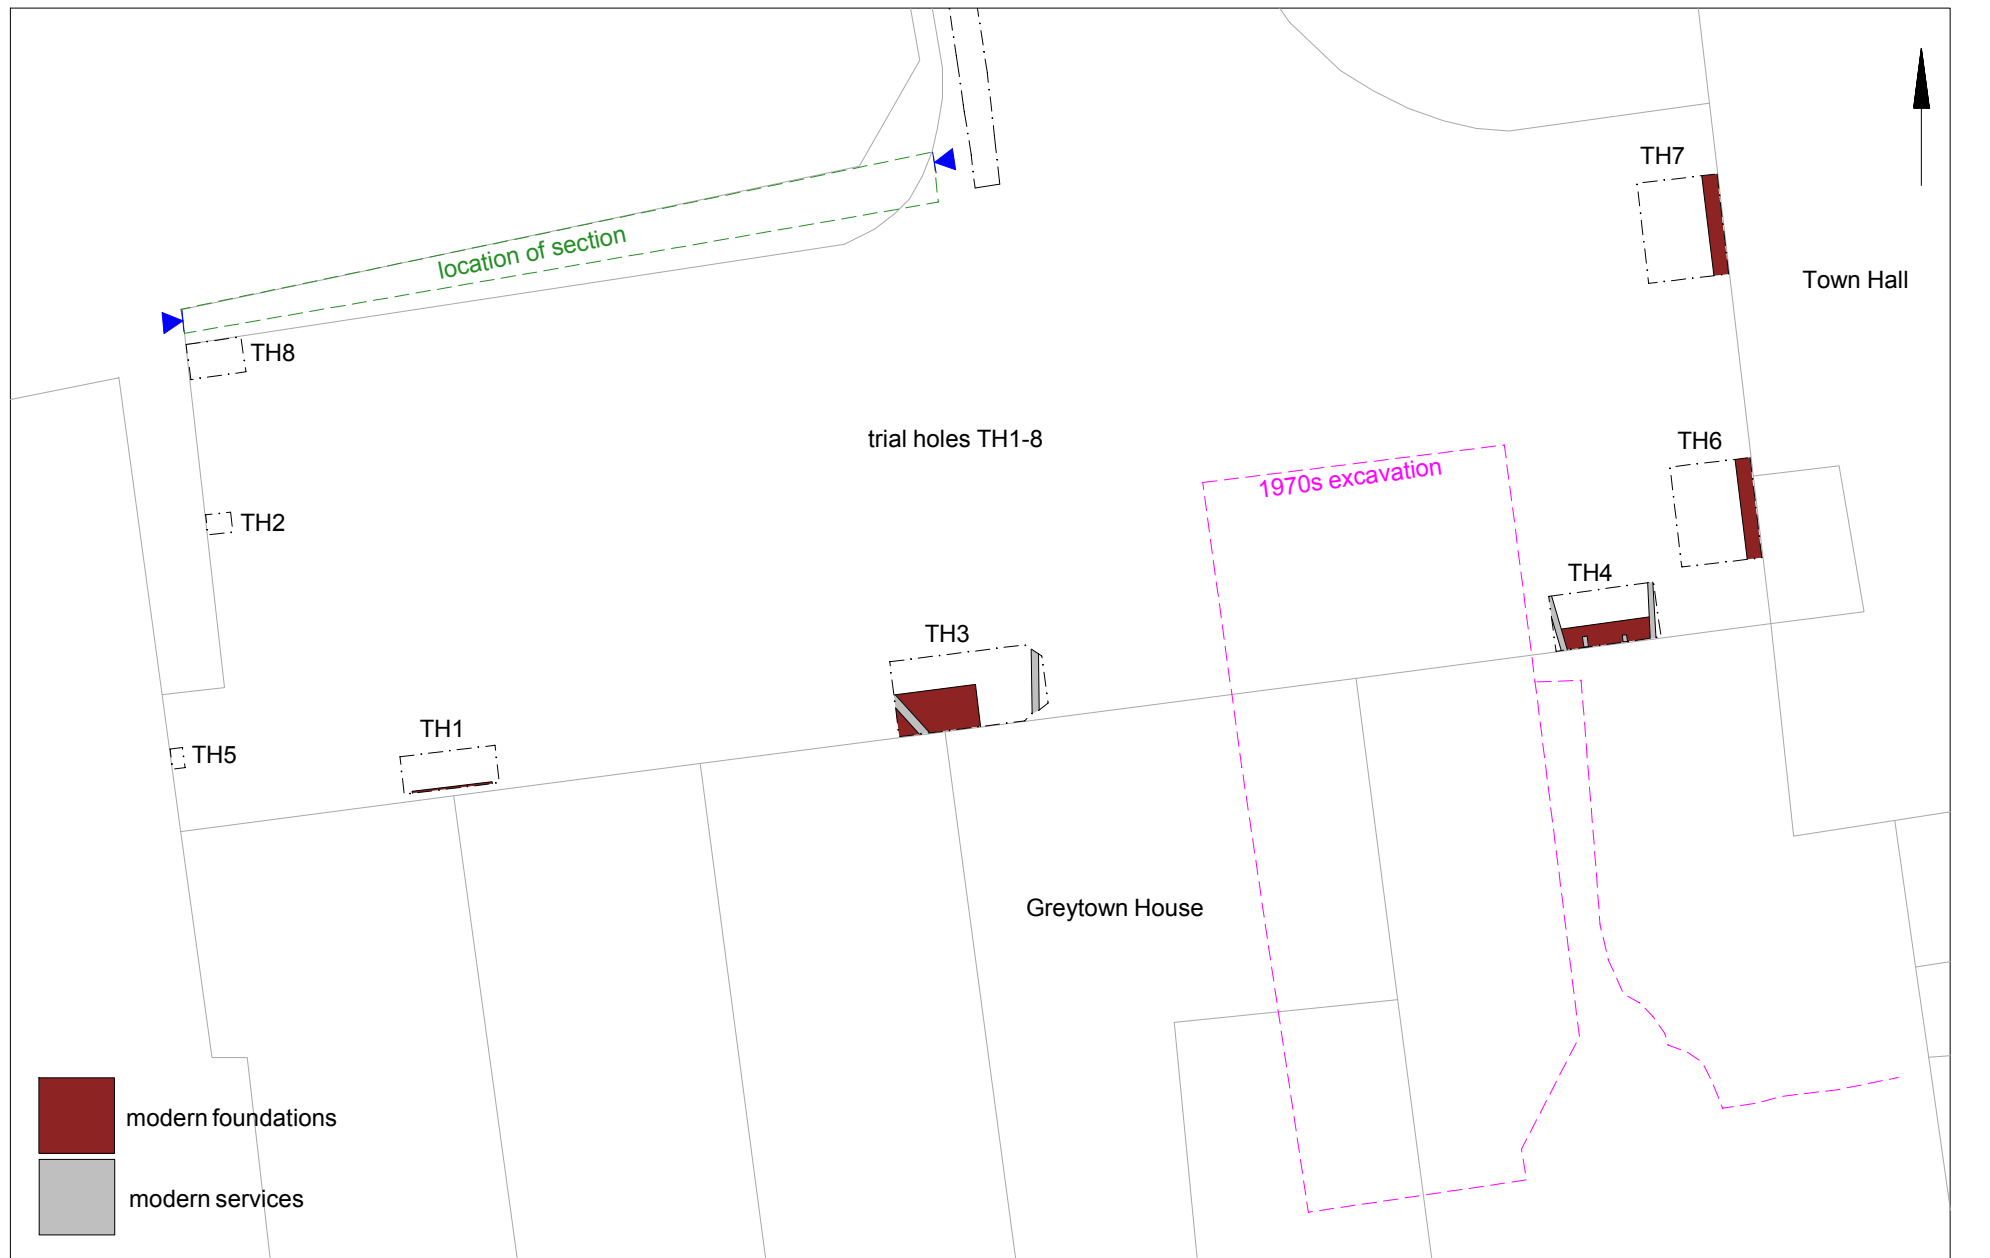 TH7
location of section
Town Hall
TH8
trial holes TH1-8
TH6
1970s excavation
TH2
TH4
TH3
TH1
TH5
Greytown House
modern foundations
modern services